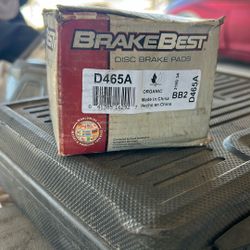 BRAKEBEST
DISC BRAKE PADS
D465A
ORGANIC
Made in China
Hecho en China
BB2
D465A